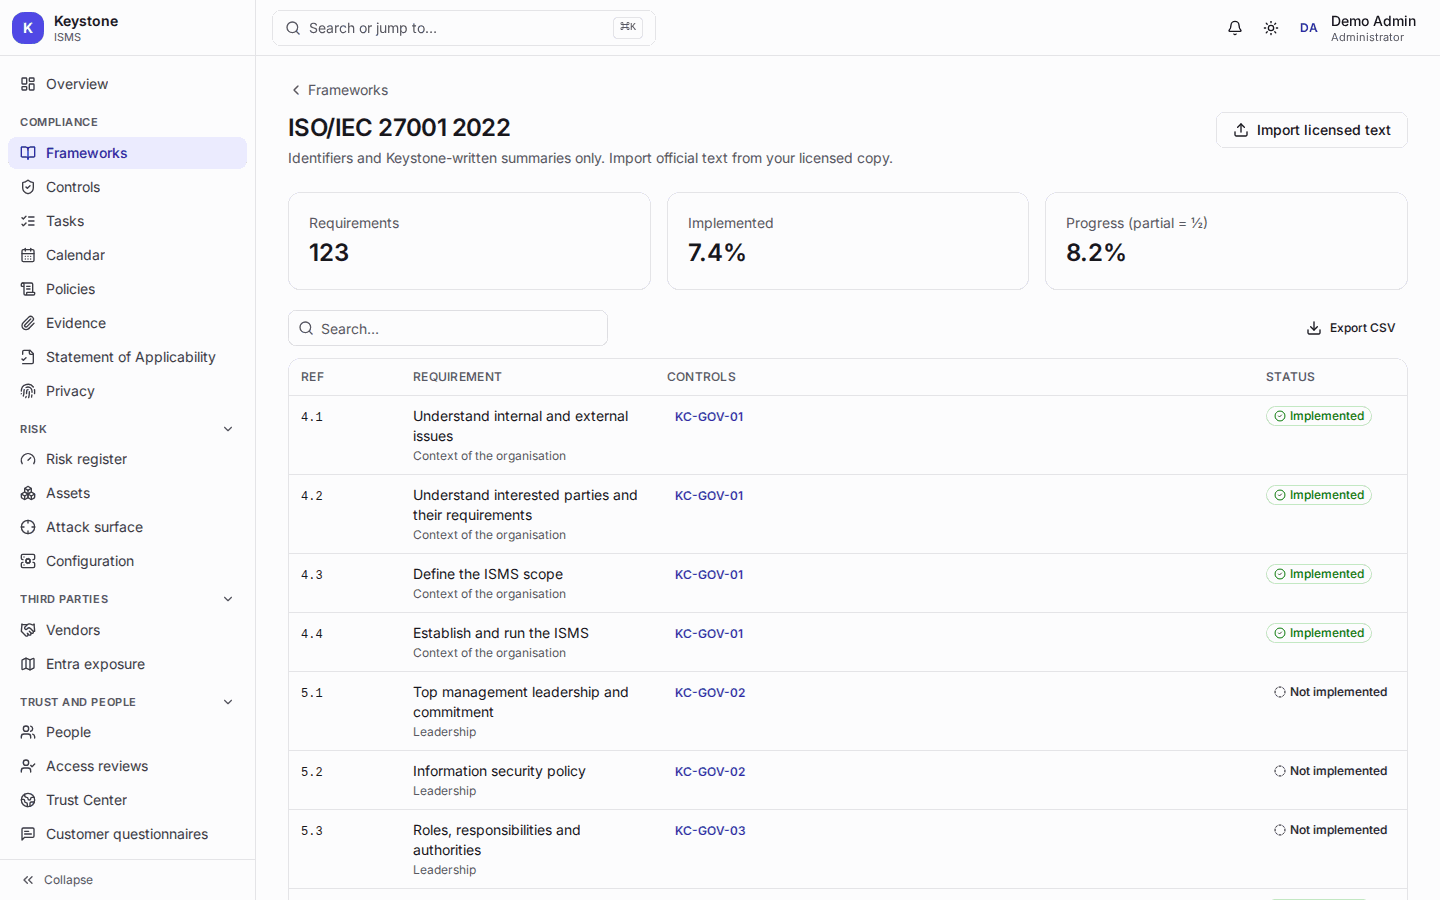 K
Keystone
ISMS
Search or jump to...
⌘K
DA
Demo Admin
Administrator
Overview
COMPLIANCE
Frameworks
Controls
Tasks
Calendar
Policies
Evidence
Statement of Applicability
Privacy
RISK
Risk register
Assets
Attack surface
Configuration
THIRD PARTIES
Vendors
Entra exposure
TRUST AND PEOPLE
People
Access reviews
Trust Center
Customer questionnaires
Collapse
Frameworks
ISO/IEC 27001 2022
Identifiers and Keystone-written summaries only. Import official text from your licensed copy.
Import licensed text
Requirements
123
Implemented
7.4%
Progress (partial = ½)
8.2%
Search...
Export CSV
REF REQUIREMENT CONTROLS STATUS
4.1 Understand internal and external KC-GOV-01 Implemented
issues
Context of the organisation
4.2 Understand interested parties and KC-GOV-01 Implemented
their requirements
Context of the organisation
4.3 Define the ISMS scope KC-GOV-01 Implemented
Context of the organisation
4.4 Establish and run the ISMS KC-GOV-01 Implemented
Context of the organisation
5.1 Top management leadership and KC-GOV-02 Not implemented
commitment
Leadership
5.2 Information security policy KC-GOV-02 Not implemented
Leadership
5.3 Roles, responsibilities and KC-GOV-03 Not implemented
authorities
Leadership